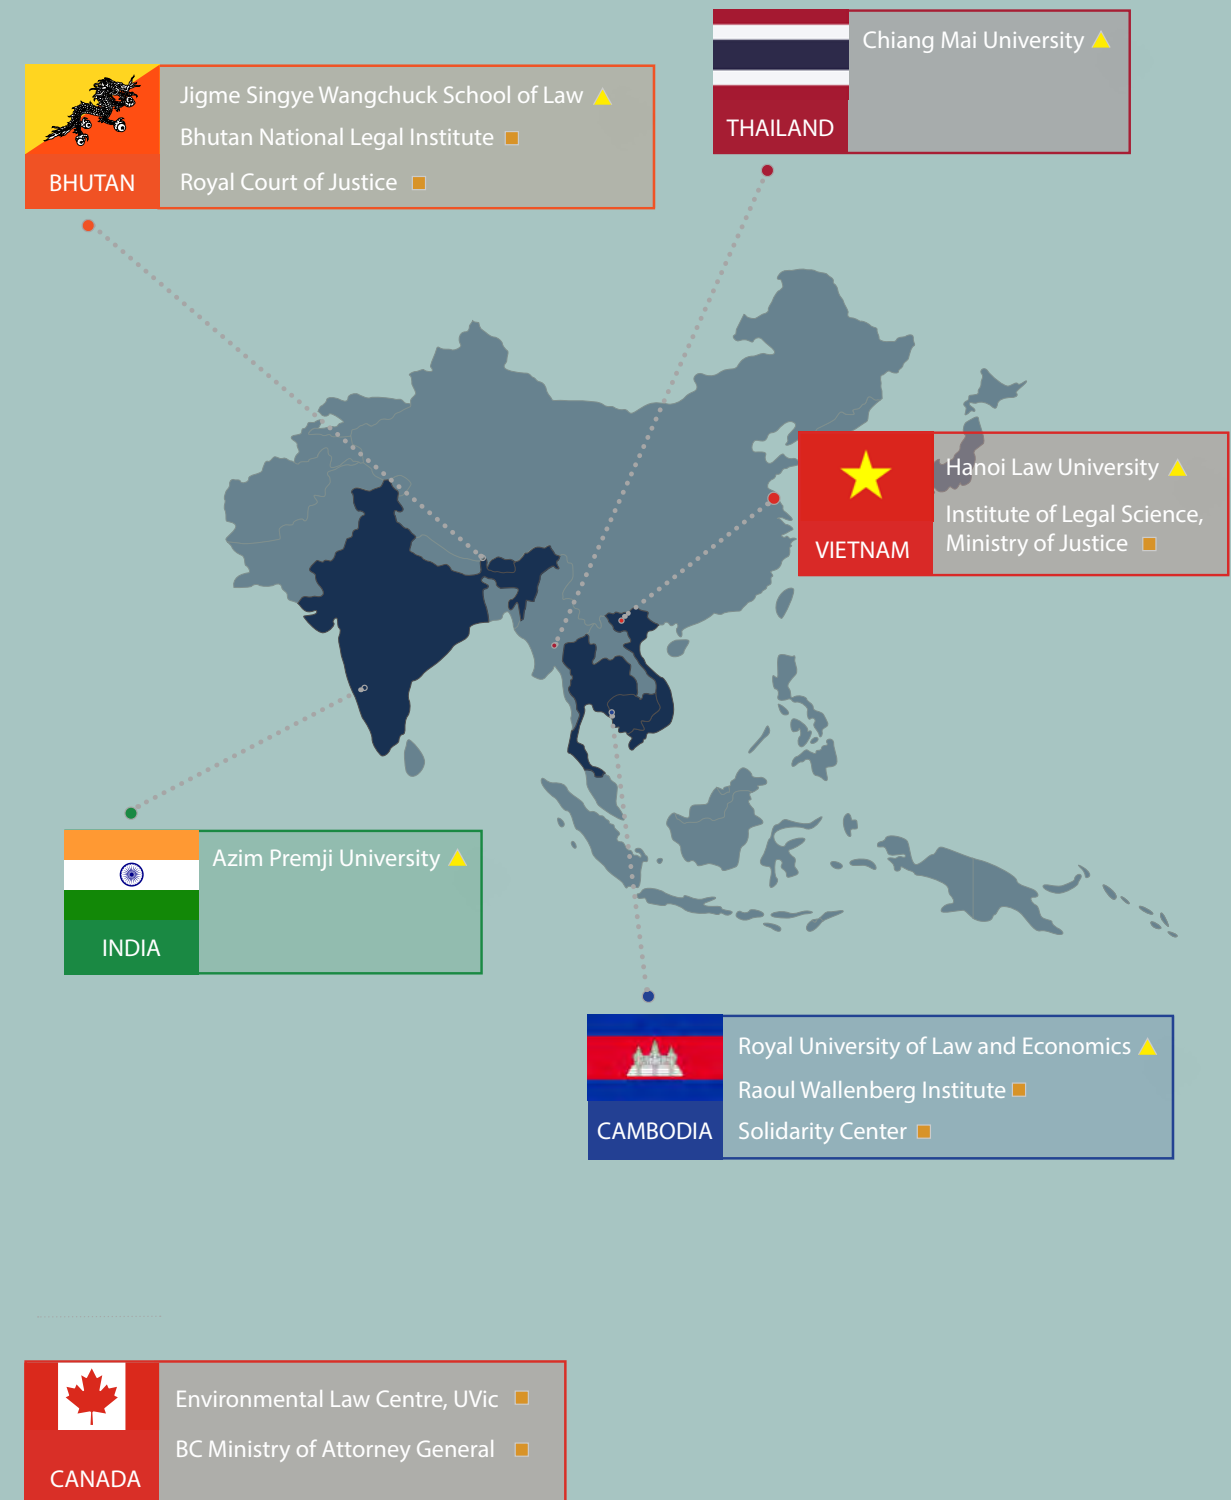 Chiang Mai University
THAILAND
Jigme Singye Wangchuck School of Law
Bhutan National Legal Institute
Royal Court of Justice
BHUTAN
Hanoi Law University
Institute of Legal Science,
Ministry of Justice
VIETNAM
Azim Premji University
INDIA
Royal University of Law and Economics
Raoul Wallenberg Institute
Solidarity Center
CAMBODIA
Environmental Law Centre, UVic
BC Ministry of Attorney General
CANADA